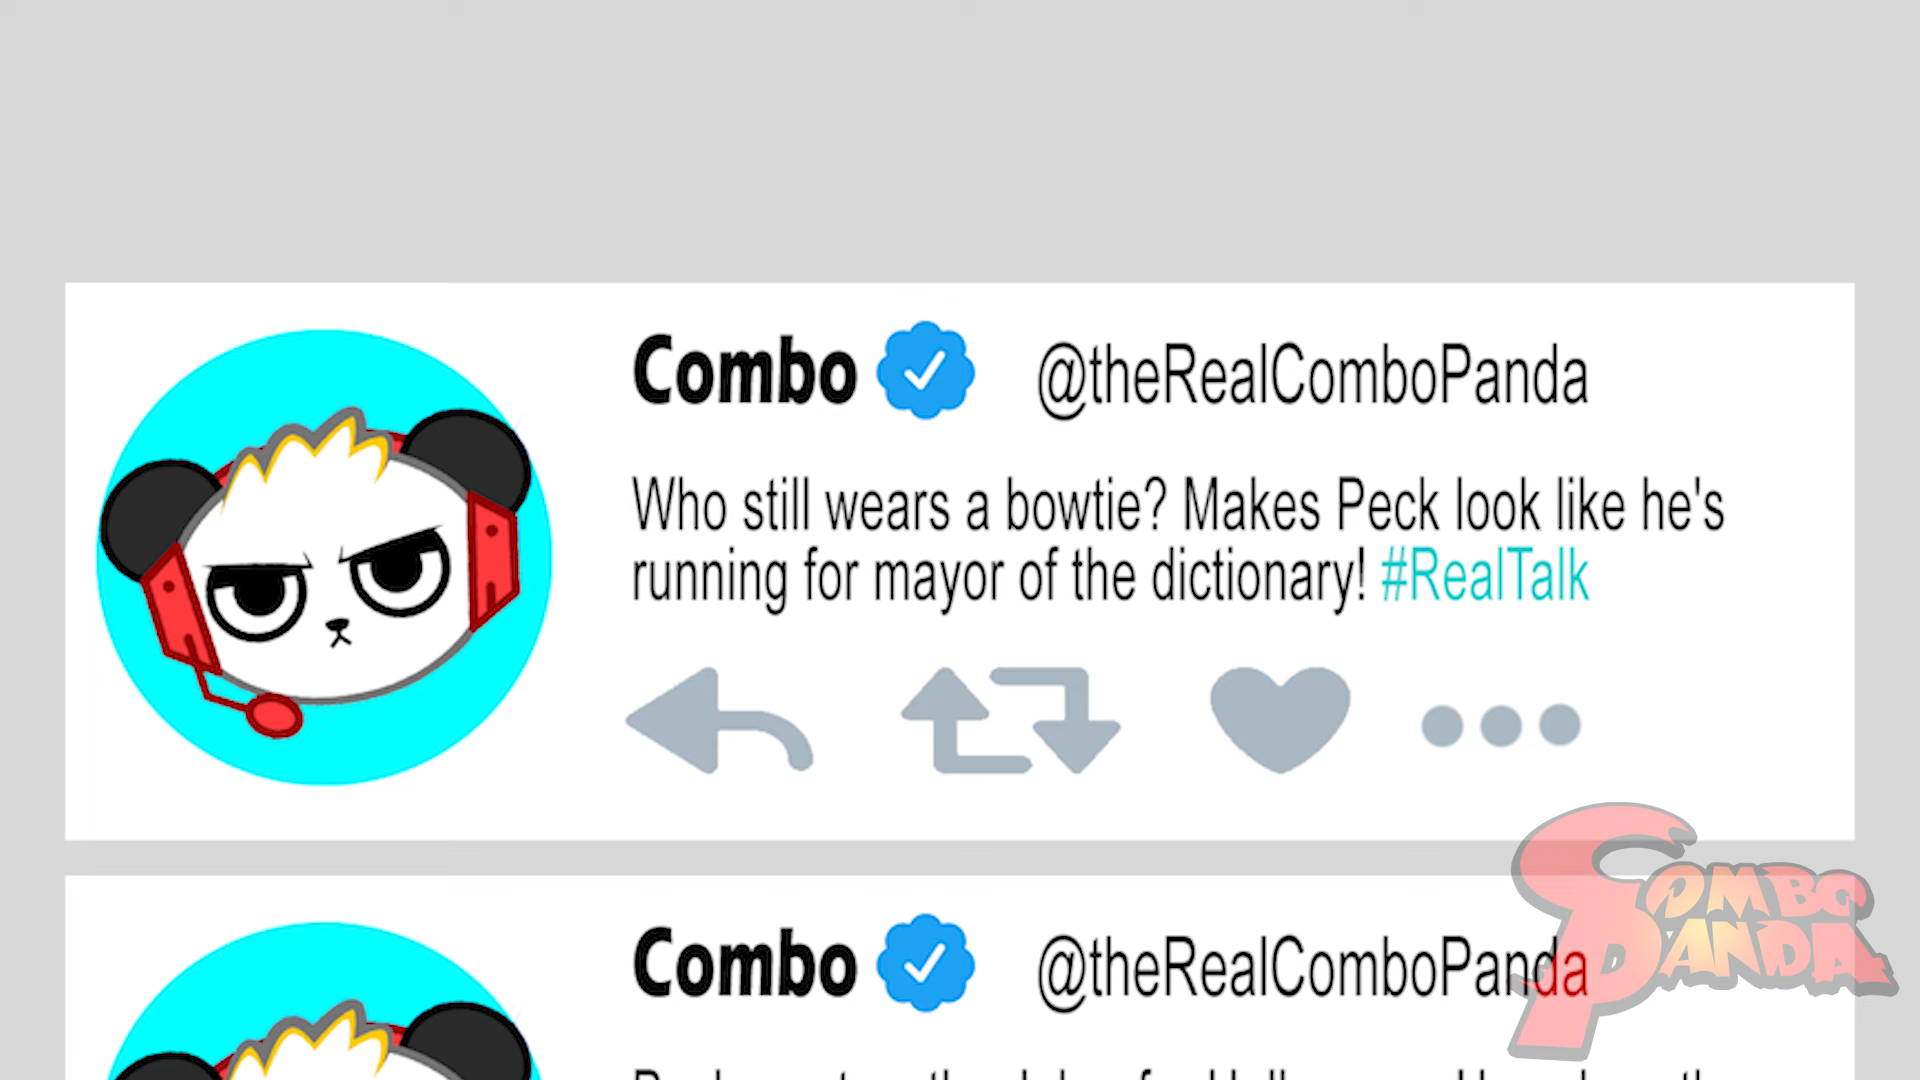 Combo @theRealComboPanda
Who still wears a bowtie? Makes Peck look like he's
running for mayor of the dictionary! #RealTalk
Combo @theRealComboPanda
COMBO
PANDA